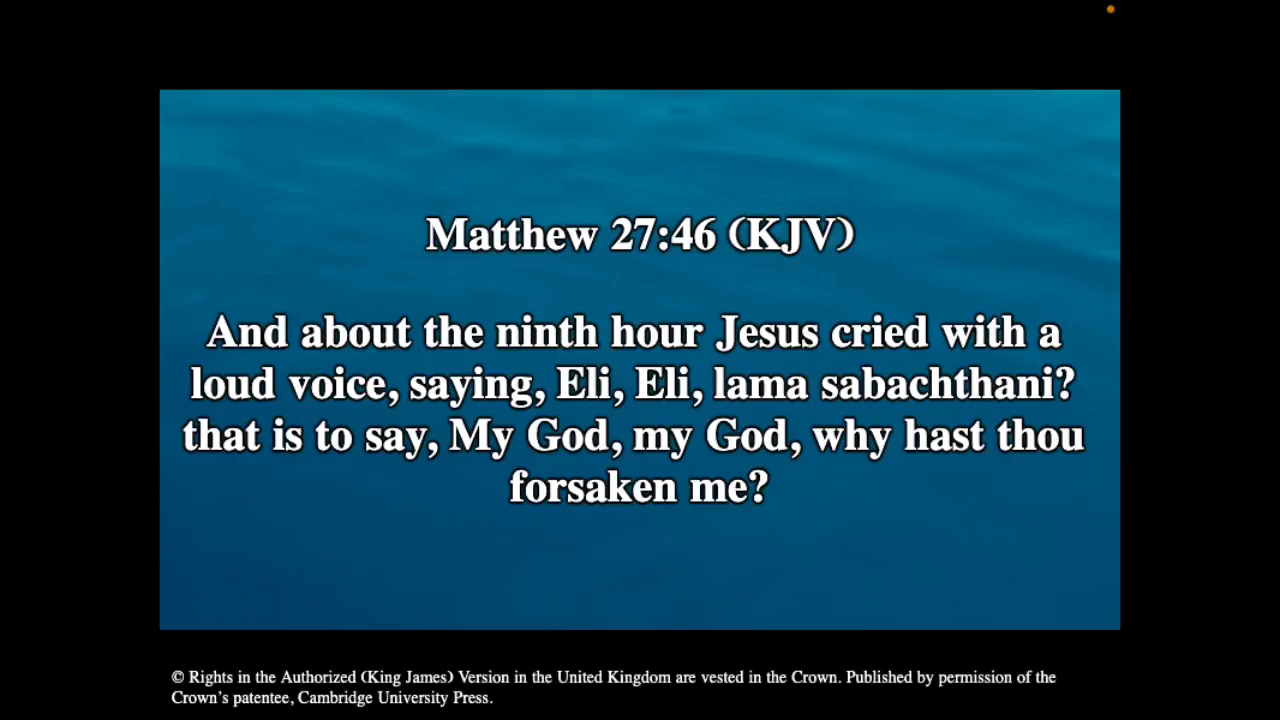 Matthew 27:46 (KJV)
And about the ninth hour Jesus cried with a
loud voice, saying, Eli, Eli, lama sabachthani?
that is to say, My God, my God, why hast thou
forsaken me?
© Rights in the Authorized (King James) Version in the United Kingdom are vested in the Crown. Published by permission of the
Crown’s patentee, Cambridge University Press.